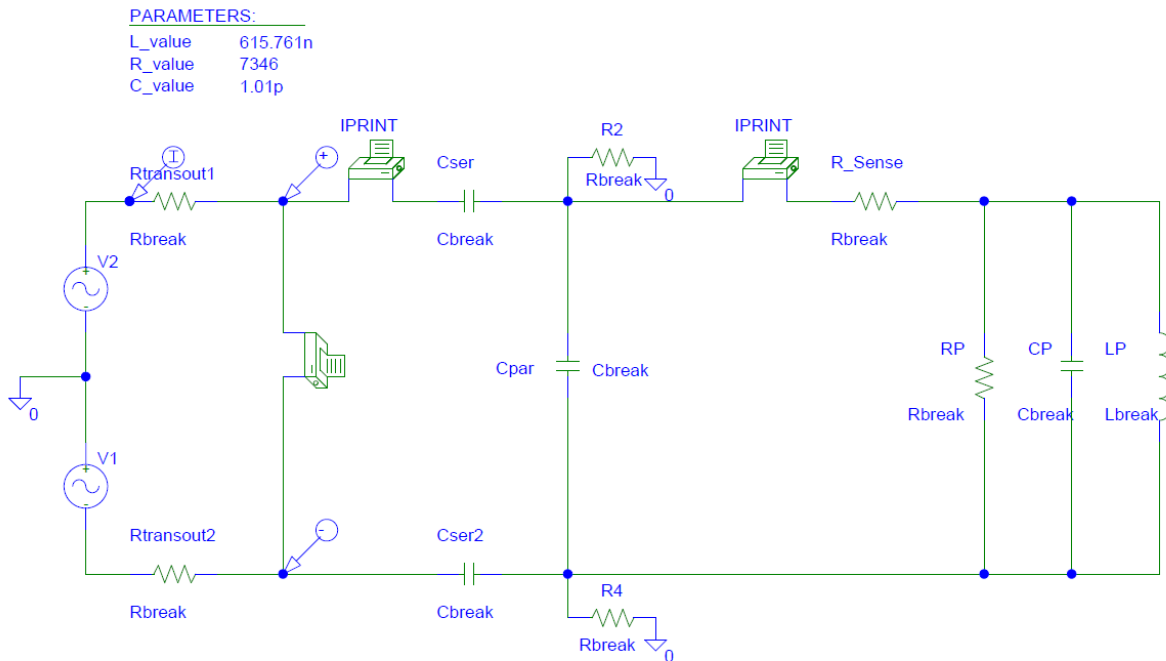 PARAMETERS:
L_value 615.761n
R_value 7346
C_value 1.01p
IPRINT
R2
IPRINT
I
+
Cser
R_Sense
Rtransout1
Rbreak
0
Rbreak
Cbreak
Rbreak
V2
+
-
RP
CP
LP
Cpar
Cbreak
0
Rbreak
Cbreak
Lbreak
V1
+
-
Rtransout2
-
Cser2
R4
Rbreak
Cbreak
Rbreak
0